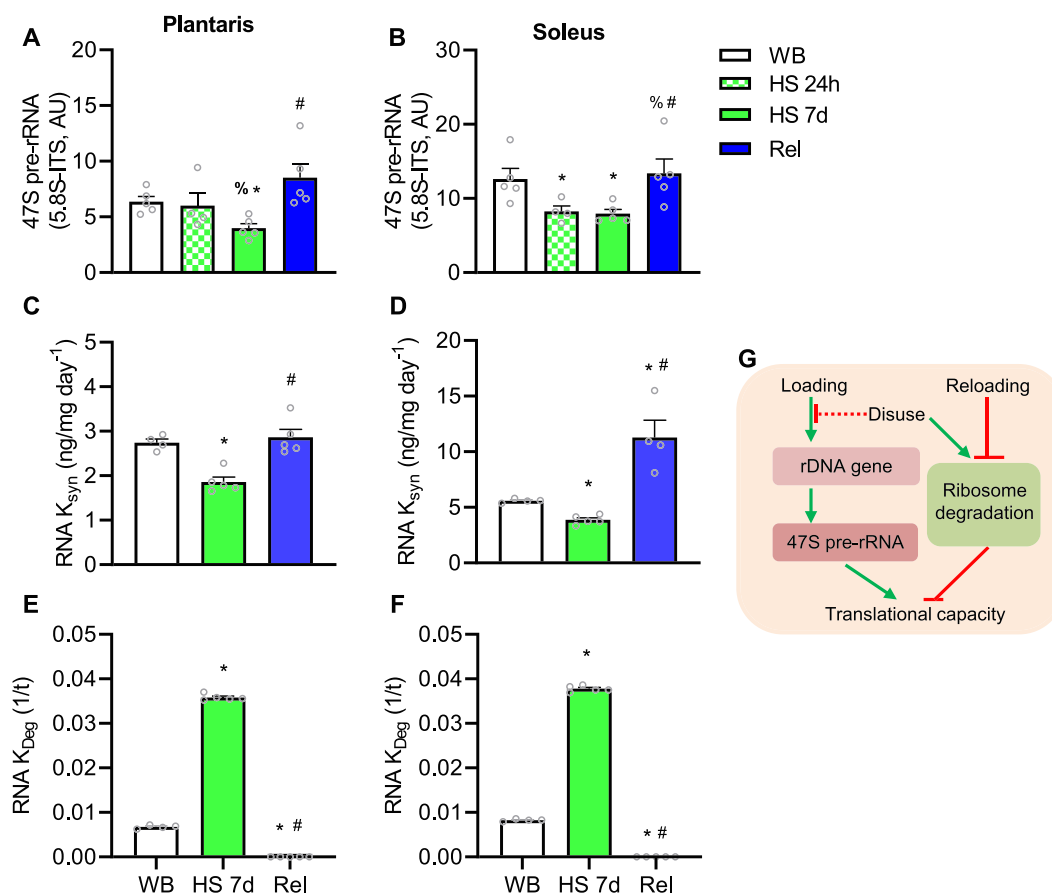 Plantaris
Soleus
A
47S pre-rRNA
(5.8S-ITS, AU)
20
15
10
5
0
% *
#
B
47S pre-rRNA
(5.8S-ITS, AU)
30
20
10
0
*
*
% #
WB
HS 24h
HS 7d
Rel
C
RNA Ksyn (ng/mg day-1)
5
4
3
2
1
0
*
#
D
RNA Ksyn (ng/mg day-1)
20
15
10
5
0
*
* #
E
RNA KDeg (1/t)
0.05
0.04
0.03
0.02
0.01
0.00
*
* #
WB
HS 7d
Rel
F
RNA KDeg (1/t)
0.05
0.04
0.03
0.02
0.01
0.00
*
* #
WB
HS 7d
Rel
G
Loading
Reloading
Disuse
rDNA gene
Ribosome
degradation
47S pre-rRNA
Translational capacity